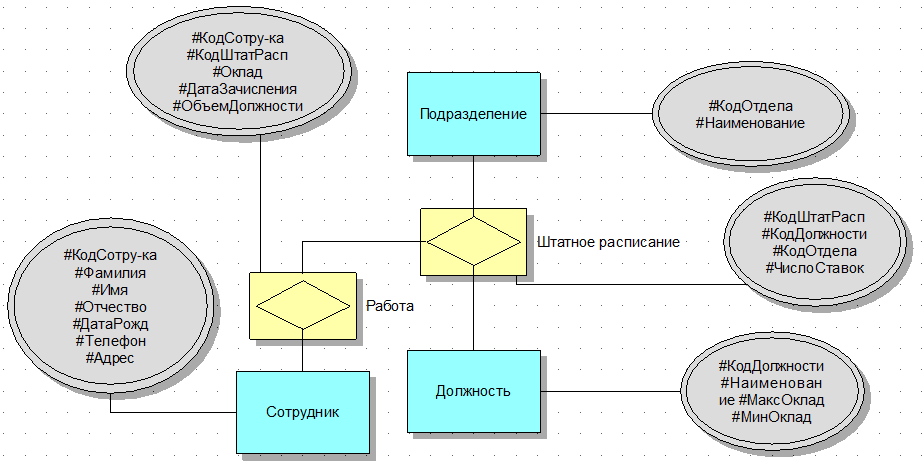 #КодСотру-ка
#КодШтатРасп
#Оклад
#ДатаЗачисления
#ОбъемДолжности
Подразделение
#КодОтдела
#Наименование
Штатное расписание
#КодШтатРасп
#КодДолжности
#КодОтдела
#ЧислоСтавок
#КодСотру-ка
#Фамилия
#Имя
#Отчество
#ДатаРожд
#Телефон
#Адрес
Работа
Сотрудник
Должность
#КодДолжности
#Наименован
ие #МаксОклад
#МинОклад